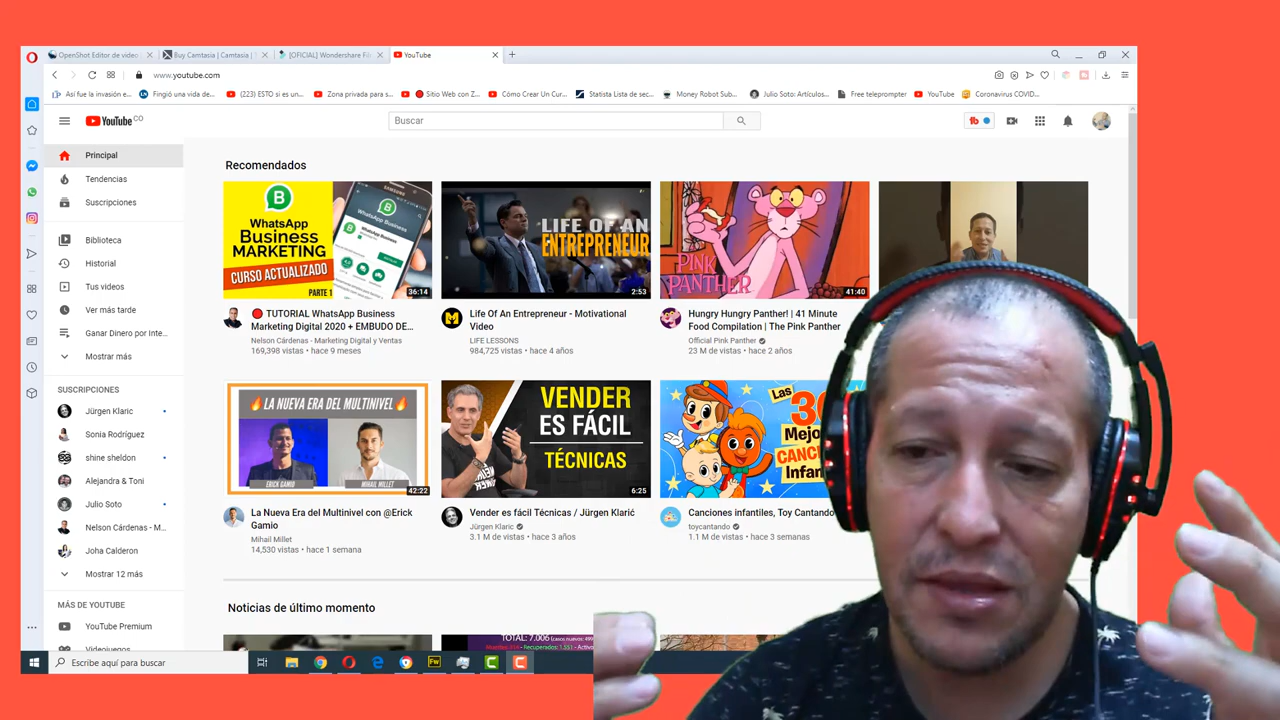 OpenShot Editor de video
Buy Camtasia | Camtasia |
[OFICIAL] Wondershare
YouTube
www.youtube.com
Así fue la invasión e...
Fingió una vida de...
(223) ESTO si es un...
Zona privada para s...
Sitio Web con Z...
Cómo Crear Un Cur...
Statista Lista de sec...
Money Robot Sub...
Julio Soto: Artículos...
Free teleprompter
YouTube
Coronavirus COVID...
YouTube CO
Buscar
Principal
Tendencias
Suscripciones
Biblioteca
Historial
Tus videos
Ver más tarde
Ganar Dinero por Inte...
Mostrar más
SUSCRIPCIONES
Jürgen Klaric
Sonia Rodríguez
shine sheldon
Alejandra & Toni
Julio Soto
Nelson Cárdenas - M...
Joha Calderon
Mostrar 12 más
MÁS DE YOUTUBE
YouTube Premium
Videojuegos
Recomendados
WhatsApp
Business
MARKETING
CURSO ACTUALIZADO
PARTE 1
SAMSUNG
WhatsApp Business
36:14
TUTORIAL WhatsApp Business
Marketing Digital 2020 + EMBUDO DE...
Nelson Cárdenas - Marketing Digital y Ventas
169,398 vistas • hace 9 meses
LIFE OF AN
ENTREPRENEUR
2:53
Life Of An Entrepreneur - Motivational
Video
LIFE LESSONS
984,725 vistas • hace 4 años
PINK
PANTHER
41:40
Hungry Hungry Panther! | 41 Minute
Food Compilation | The Pink Panther
Official Pink Panther
23 M de vistas • hace 2 años
LA NUEVA ERA DEL MULTINIVEL
ERICK GAMIO
MIHAIL MILLET
42:22
La Nueva Era del Multinivel con @Erick
Gamio
Mihail Millet
14,530 vistas • hace 1 semana
VENDER
ES FÁCIL
TÉCNICAS
6:25
Vender es fácil Técnicas / Jürgen Klarić
Jürgen Klaric
3.1 M de vistas • hace 3 años
Las
Canciones infantiles, Toy Cantando
toycantando
1.1 M de vistas • hace 3 semanas
Noticias de último momento
TOTAL: 7.006
Escribe aquí para buscar
Fw